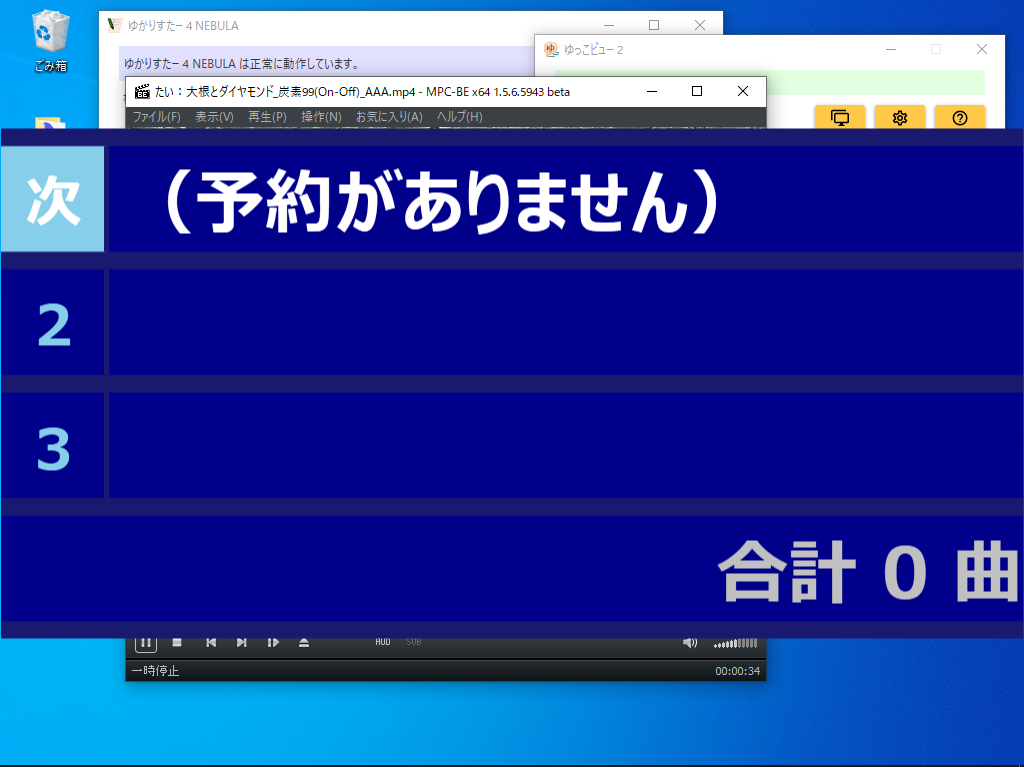 ごみ箱
ゆかりすたー 4 NEBULA
ゆかりすたー 4 NEBULA は正常に動作しています。
ゆっこビュー 2
たい：大根とダイヤモンド_炭素99(On-Off)_AAA.mp4 - MPC-BE x64 1.5.6.5943 beta
ファイル(F) 表示(V) 再生(P) 操作(N) お気に入り(A) ヘルプ(H)
次 （予約がありません）
2
3
合計 0 曲
AUD SUB
一時停止 00:00:34